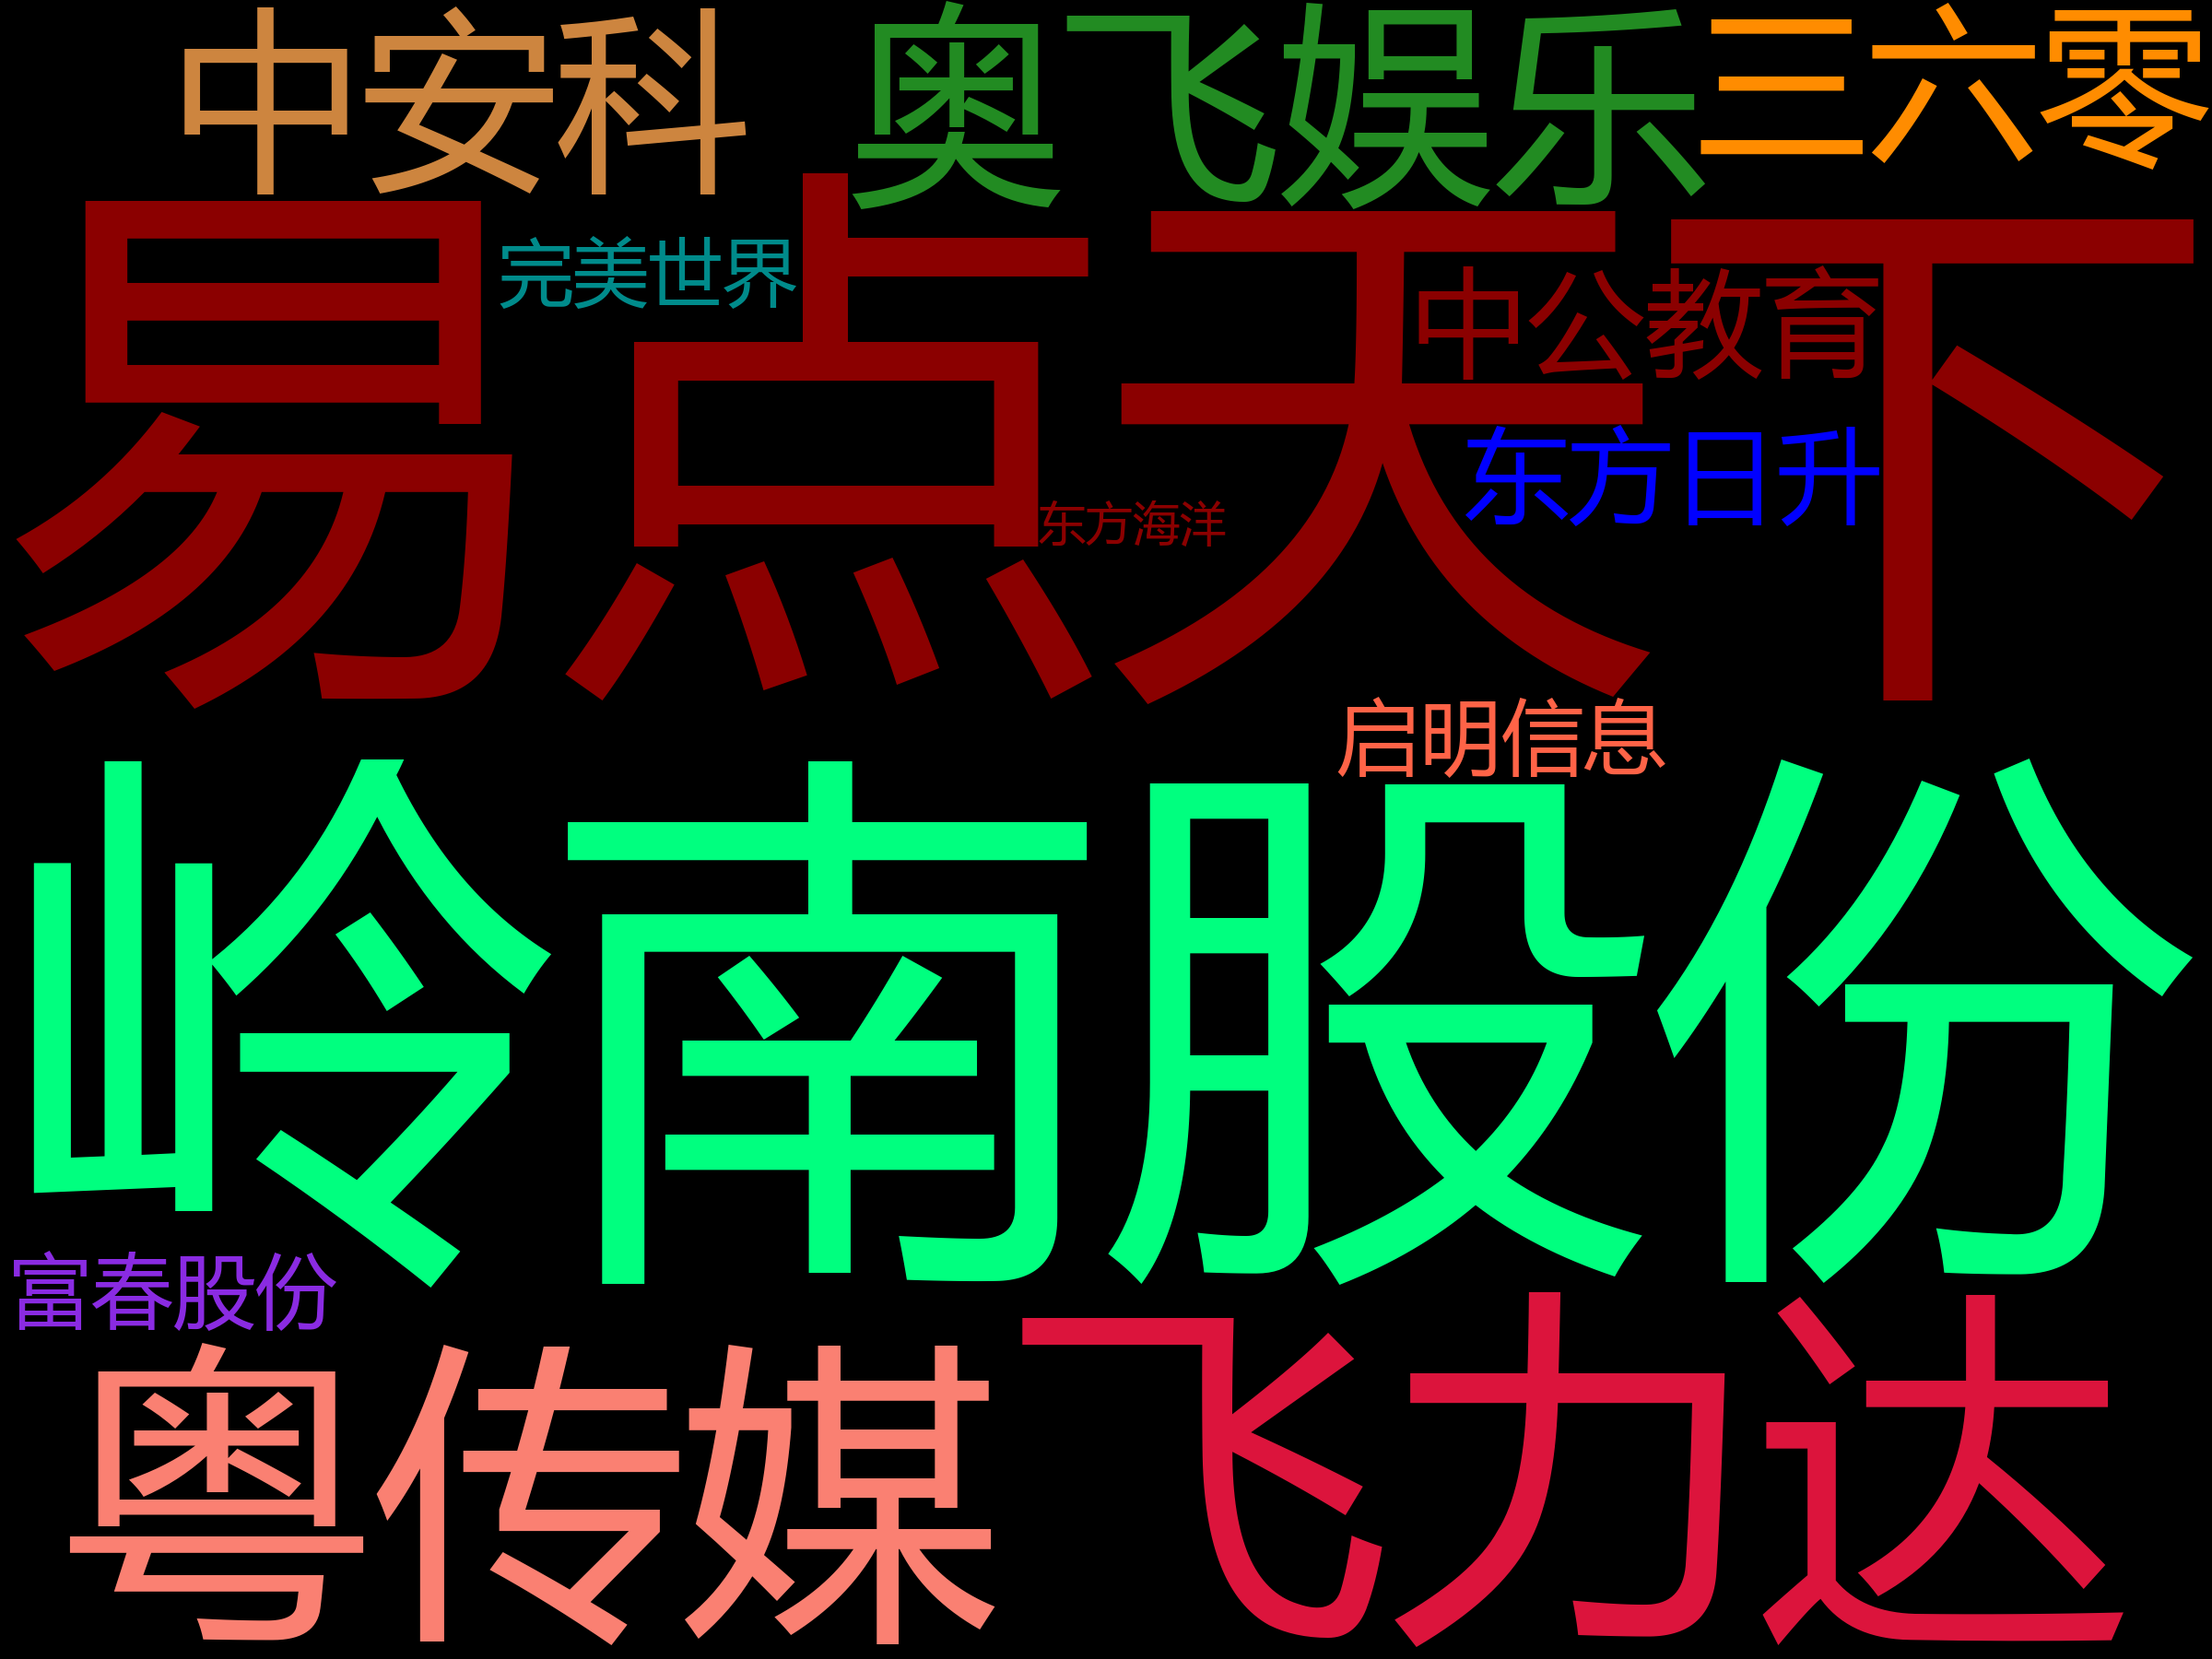 中安科
奥飞娱乐
三六零
易点天下
完美世界
中公教育
东方日升
东方海洋
启明信息
岭南股份
富春股份
粤传媒
飞力达